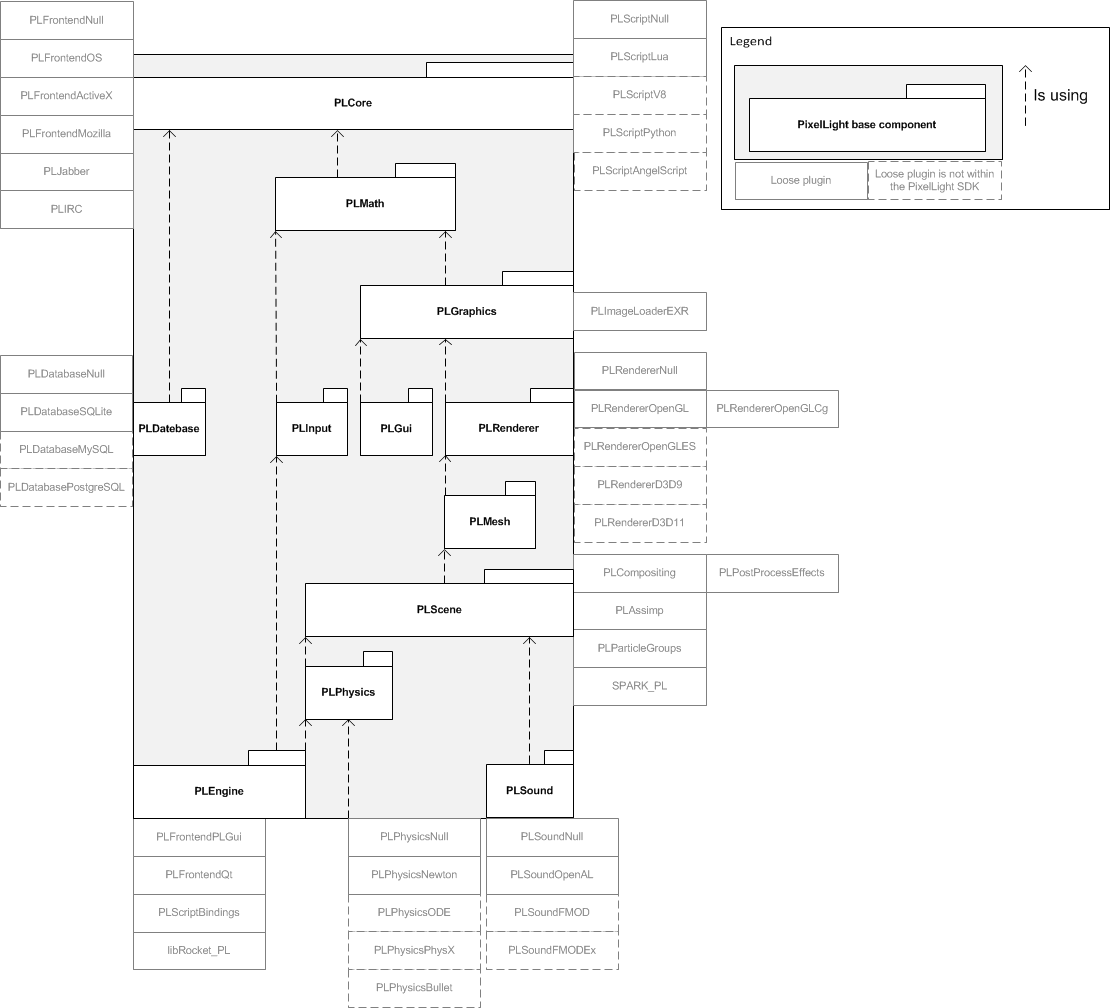 PLFrontendNull
PLFrontendOS
PLFrontendActiveX
PLFrontendMozilla
PLJabber
PLIRC
PLScriptNull
PLScriptLua
PLScriptV8
PLScriptPython
PLScriptAngelScript
Legend
PixelLight base component
Is using
Loose plugin
Loose plugin is not within
the PixelLight SDK
PLCore
PLMath
PLGraphics
PLImageLoaderEXR
PLDatabaseNull
PLDatabaseSQLite
PLDatabaseMySQL
PLDatabasePostgreSQL
PLDatebase
PLInput
PLGui
PLRenderer
PLRendererNull
PLRendererOpenGL
PLRendererOpenGLCg
PLRendererOpenGLES
PLRendererD3D9
PLRendererD3D11
PLMesh
PLScene
PLCompositing
PLPostProcessEffects
PLAssimp
PLParticleGroups
SPARK_PL
PLPhysics
PLEngine
PLSound
PLFrontendPLGui
PLFrontendQt
PLScriptBindings
libRocket_PL
PLPhysicsNull
PLPhysicsNewton
PLPhysicsODE
PLPhysicsPhysX
PLPhysicsBullet
PLSoundNull
PLSoundOpenAL
PLSoundFMOD
PLSoundFMODEx